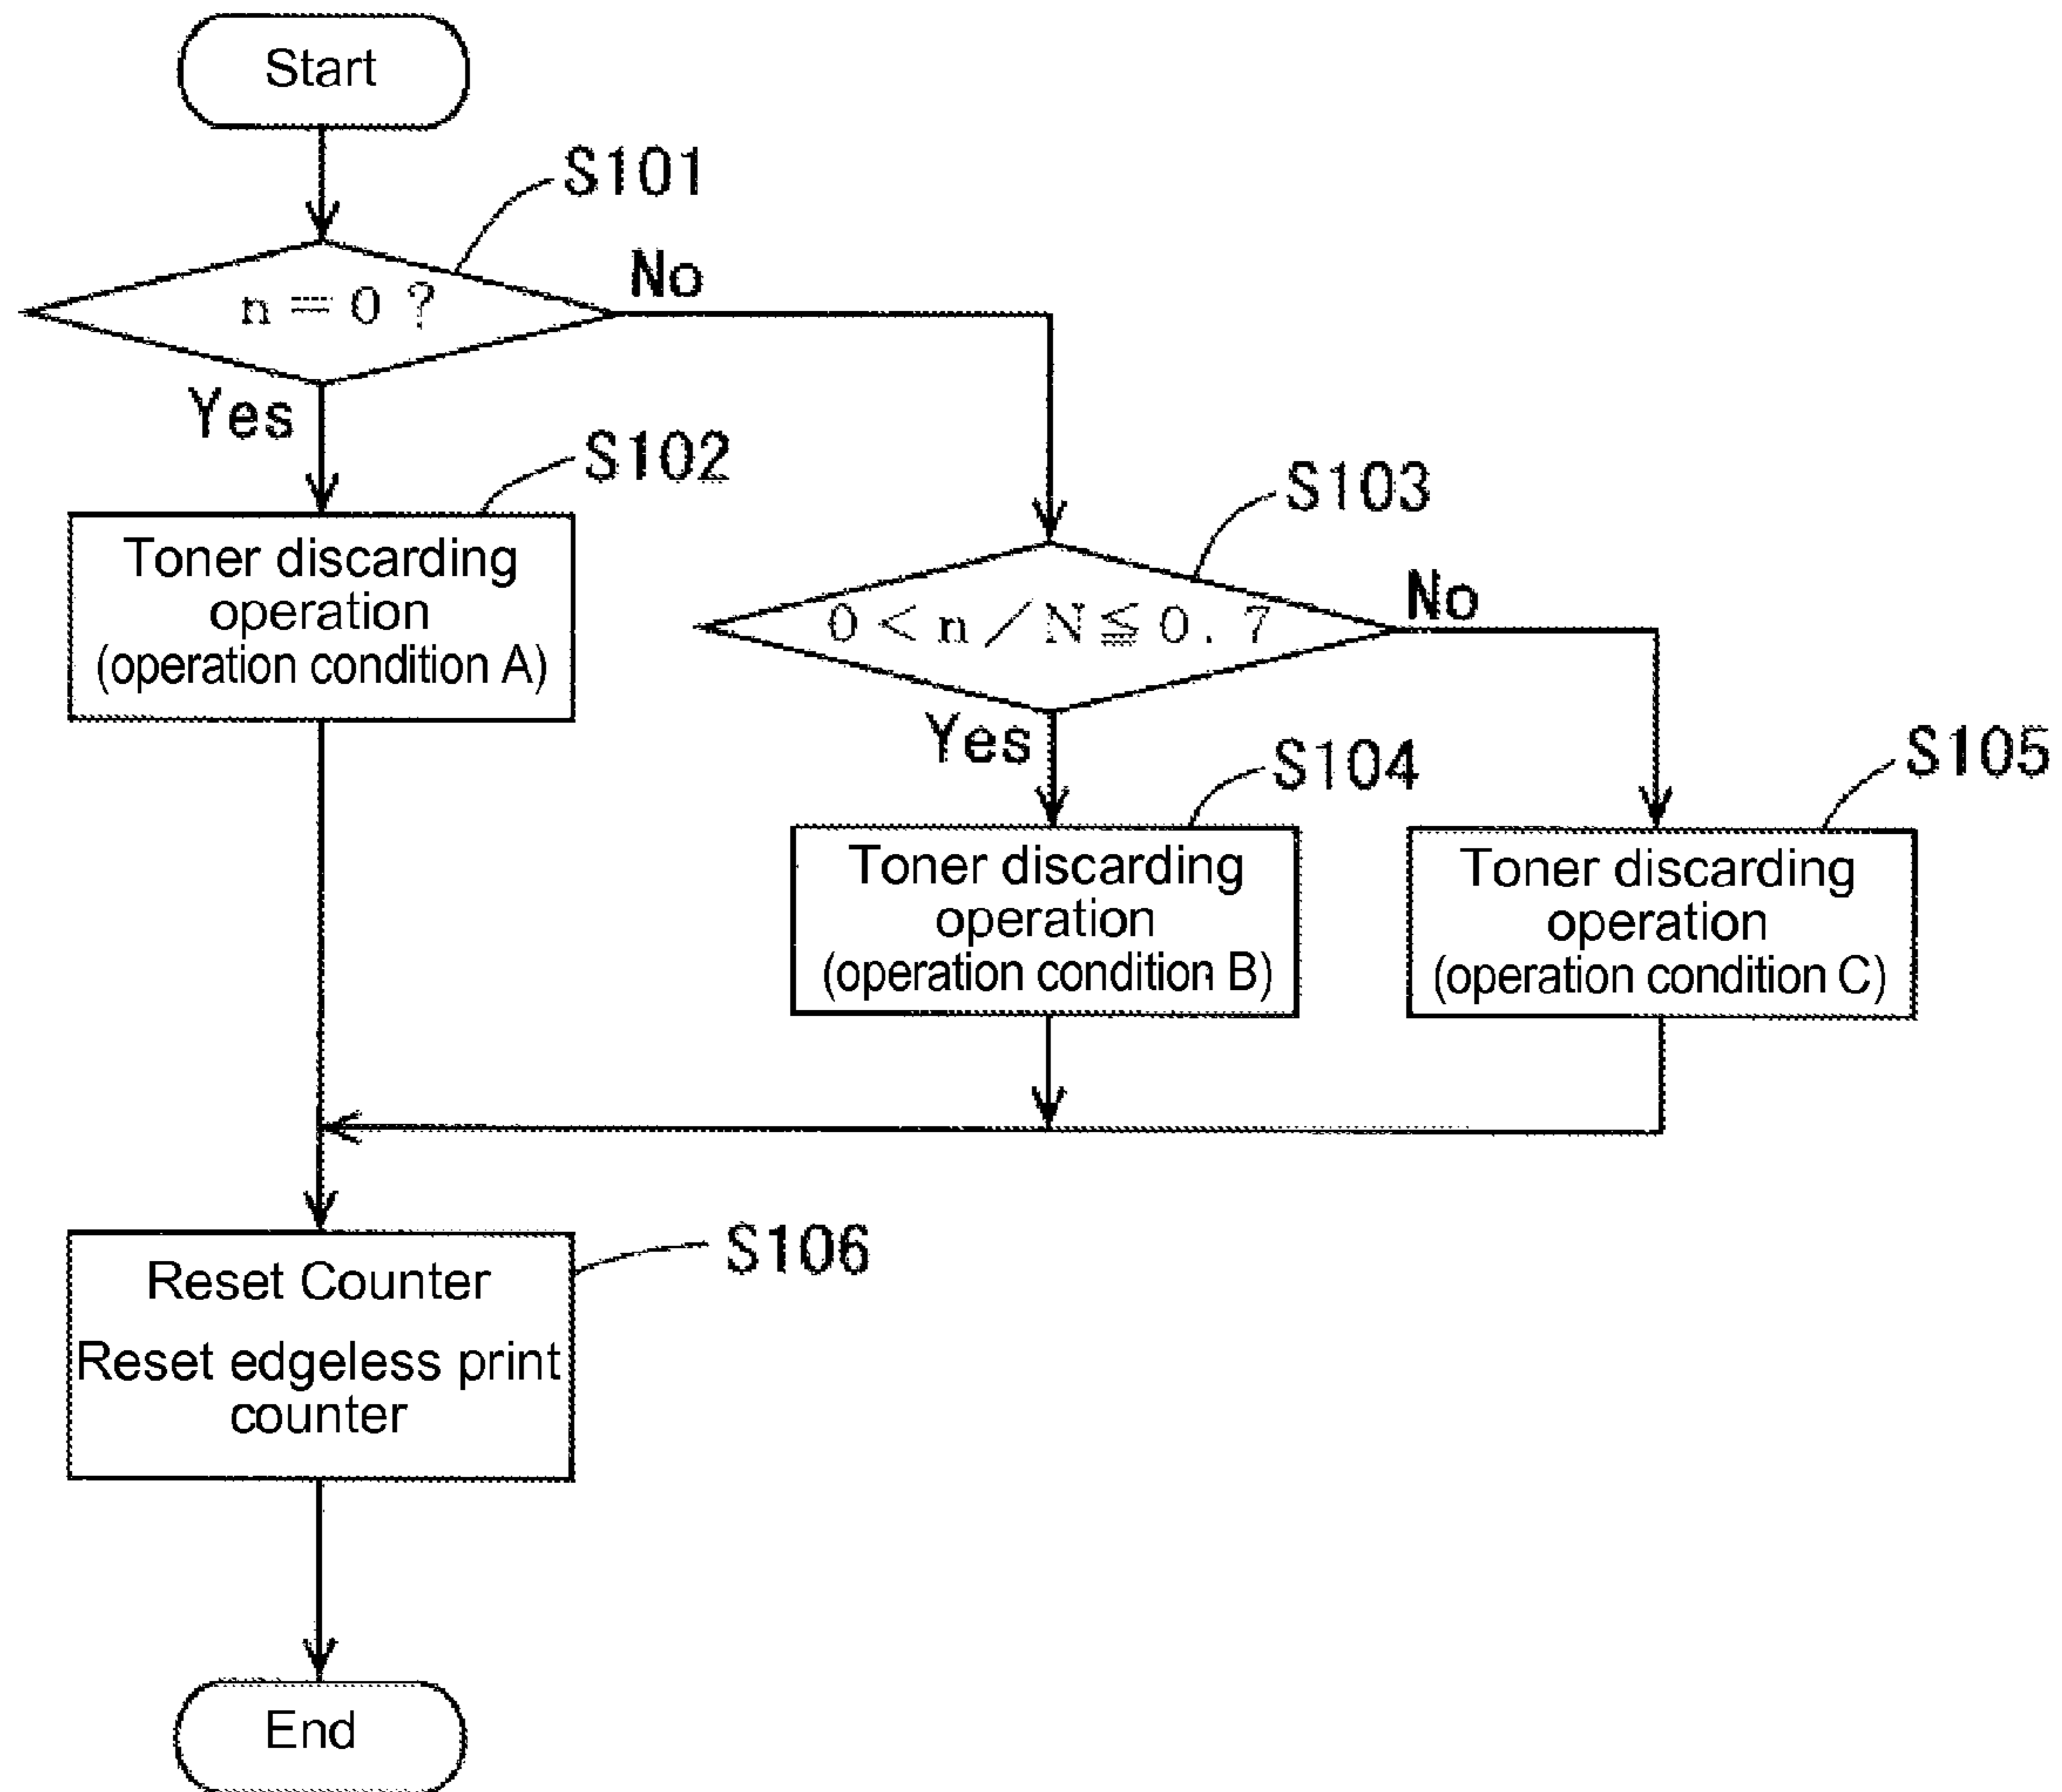 Start
S101
n = 0 ?
No
Yes
S102
Toner discarding
operation
(operation condition A)
S103
0 < n / N ≦ 0. 7
No
Yes
S104
Toner discarding
operation
(operation condition B)
S105
Toner discarding
operation
(operation condition C)
S106
Reset Counter
Reset edgeless print
counter
End